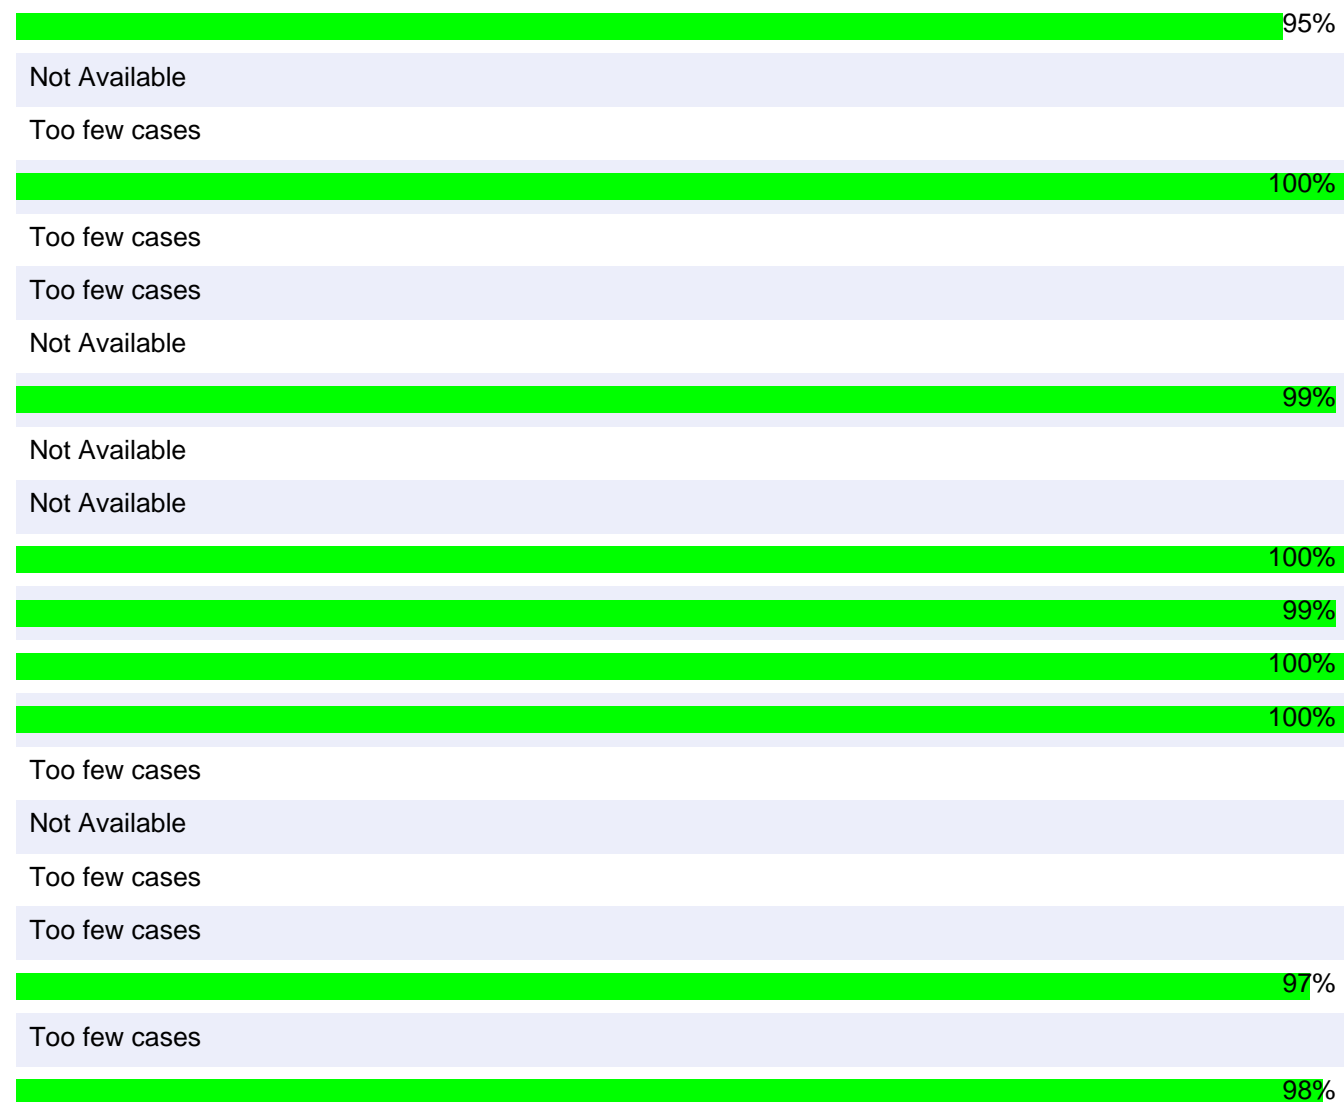 95%
Not Available
Too few cases
100%
Too few cases
Too few cases
Not Available
99%
Not Available
Not Available
100%
99%
100%
100%
Too few cases
Not Available
Too few cases
Too few cases
97%
Too few cases
98%